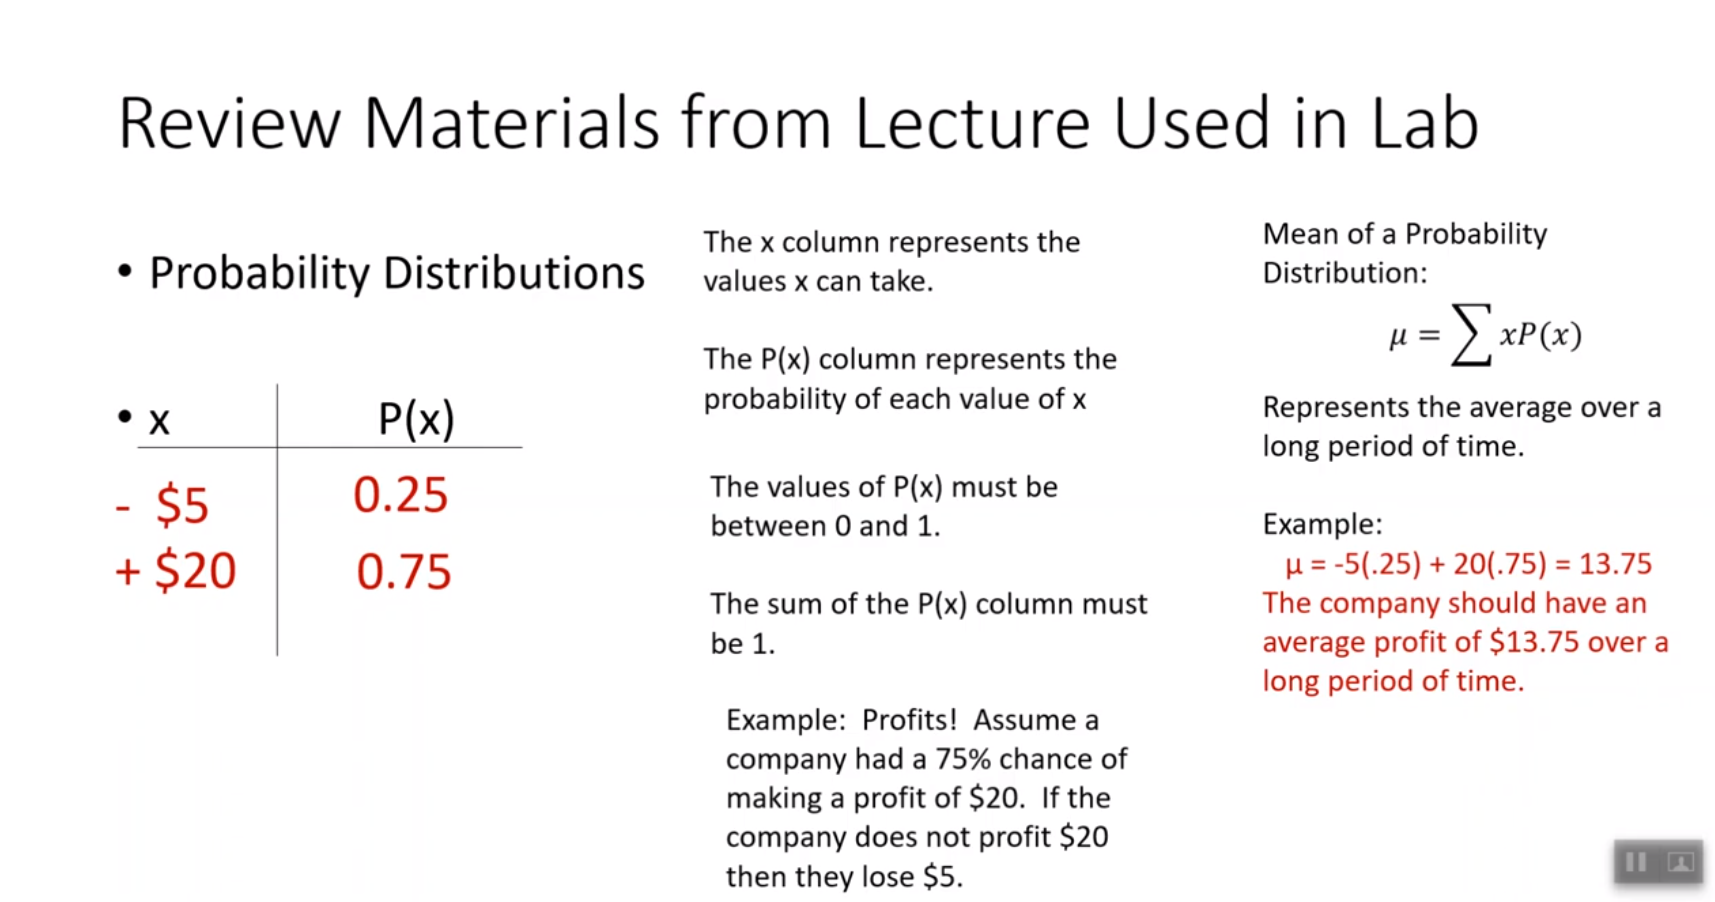 Review Materials from Lecture Used in Lab
• Probability Distributions
• x P(x)
- $5 0.25
+ $20 0.75
The x column represents the
values x can take.
The P(x) column represents the
probability of each value of x
The values of P(x) must be
between 0 and 1.
The sum of the P(x) column must
be 1.
Example: Profits! Assume a
company had a 75% chance of
making a profit of $20. If the
company does not profit $20
then they lose $5.
Mean of a Probability
Distribution:
μ = ∑ xP(x)
Represents the average over a
long period of time.
Example:
μ = -5(.25) + 20(.75) = 13.75
The company should have an
average profit of $13.75 over a
long period of time.